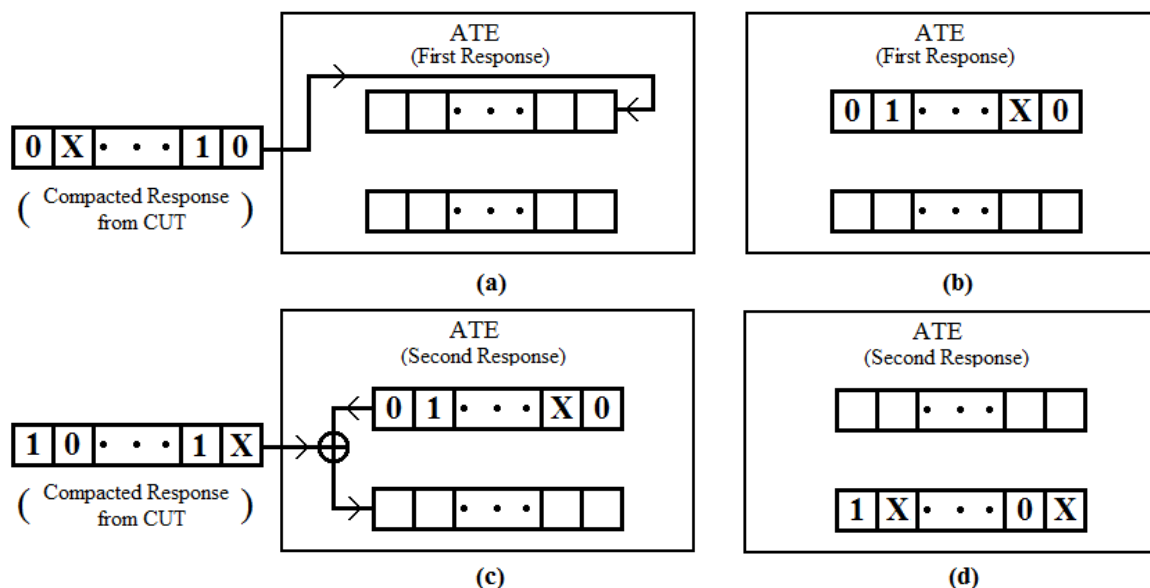 ATE
(First Response)
0 X · · · 1 0
( Compacted Response
from CUT )
(a)
ATE
(First Response)
0 1 · · · X 0
(b)
ATE
(Second Response)
0 1 · · · X 0
1 0 · · · 1 X
( Compacted Response
from CUT )
(c)
ATE
(Second Response)
1 X · · · 0 X
(d)